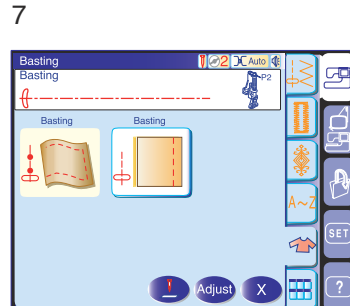 7
Basting 2 Auto
Basting P2
Basting Basting
A~Z
SET
Adjust X ?